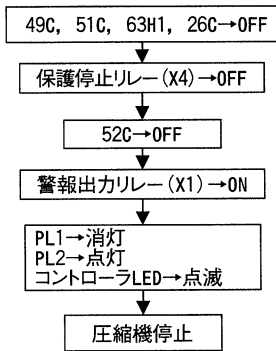 49C, 51C, 63H1, 26C→OFF
保護停止リレー(X4)→OFF
52C→OFF
警報出力リレー(X1)→ON
PL1→消灯
PL2→点灯
コントローラLED→点滅
圧縮機停止